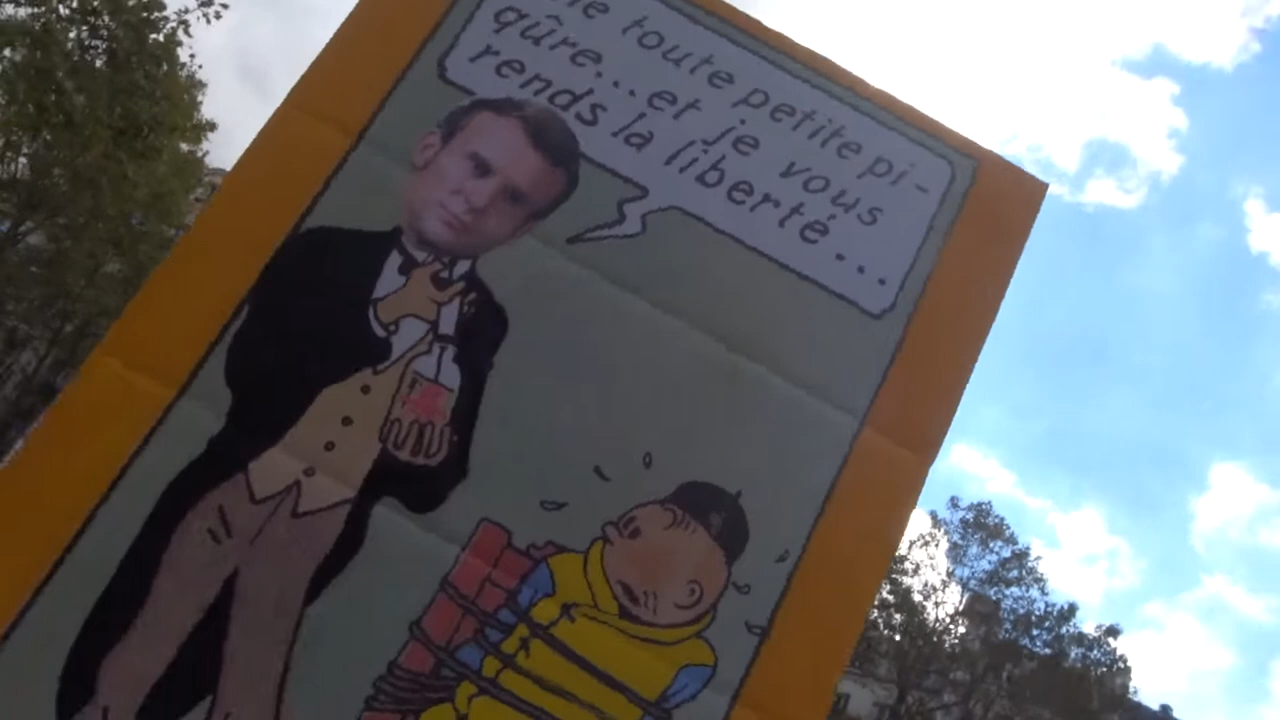 toute petite pi-
qûre...et je vous
rends la liberté...